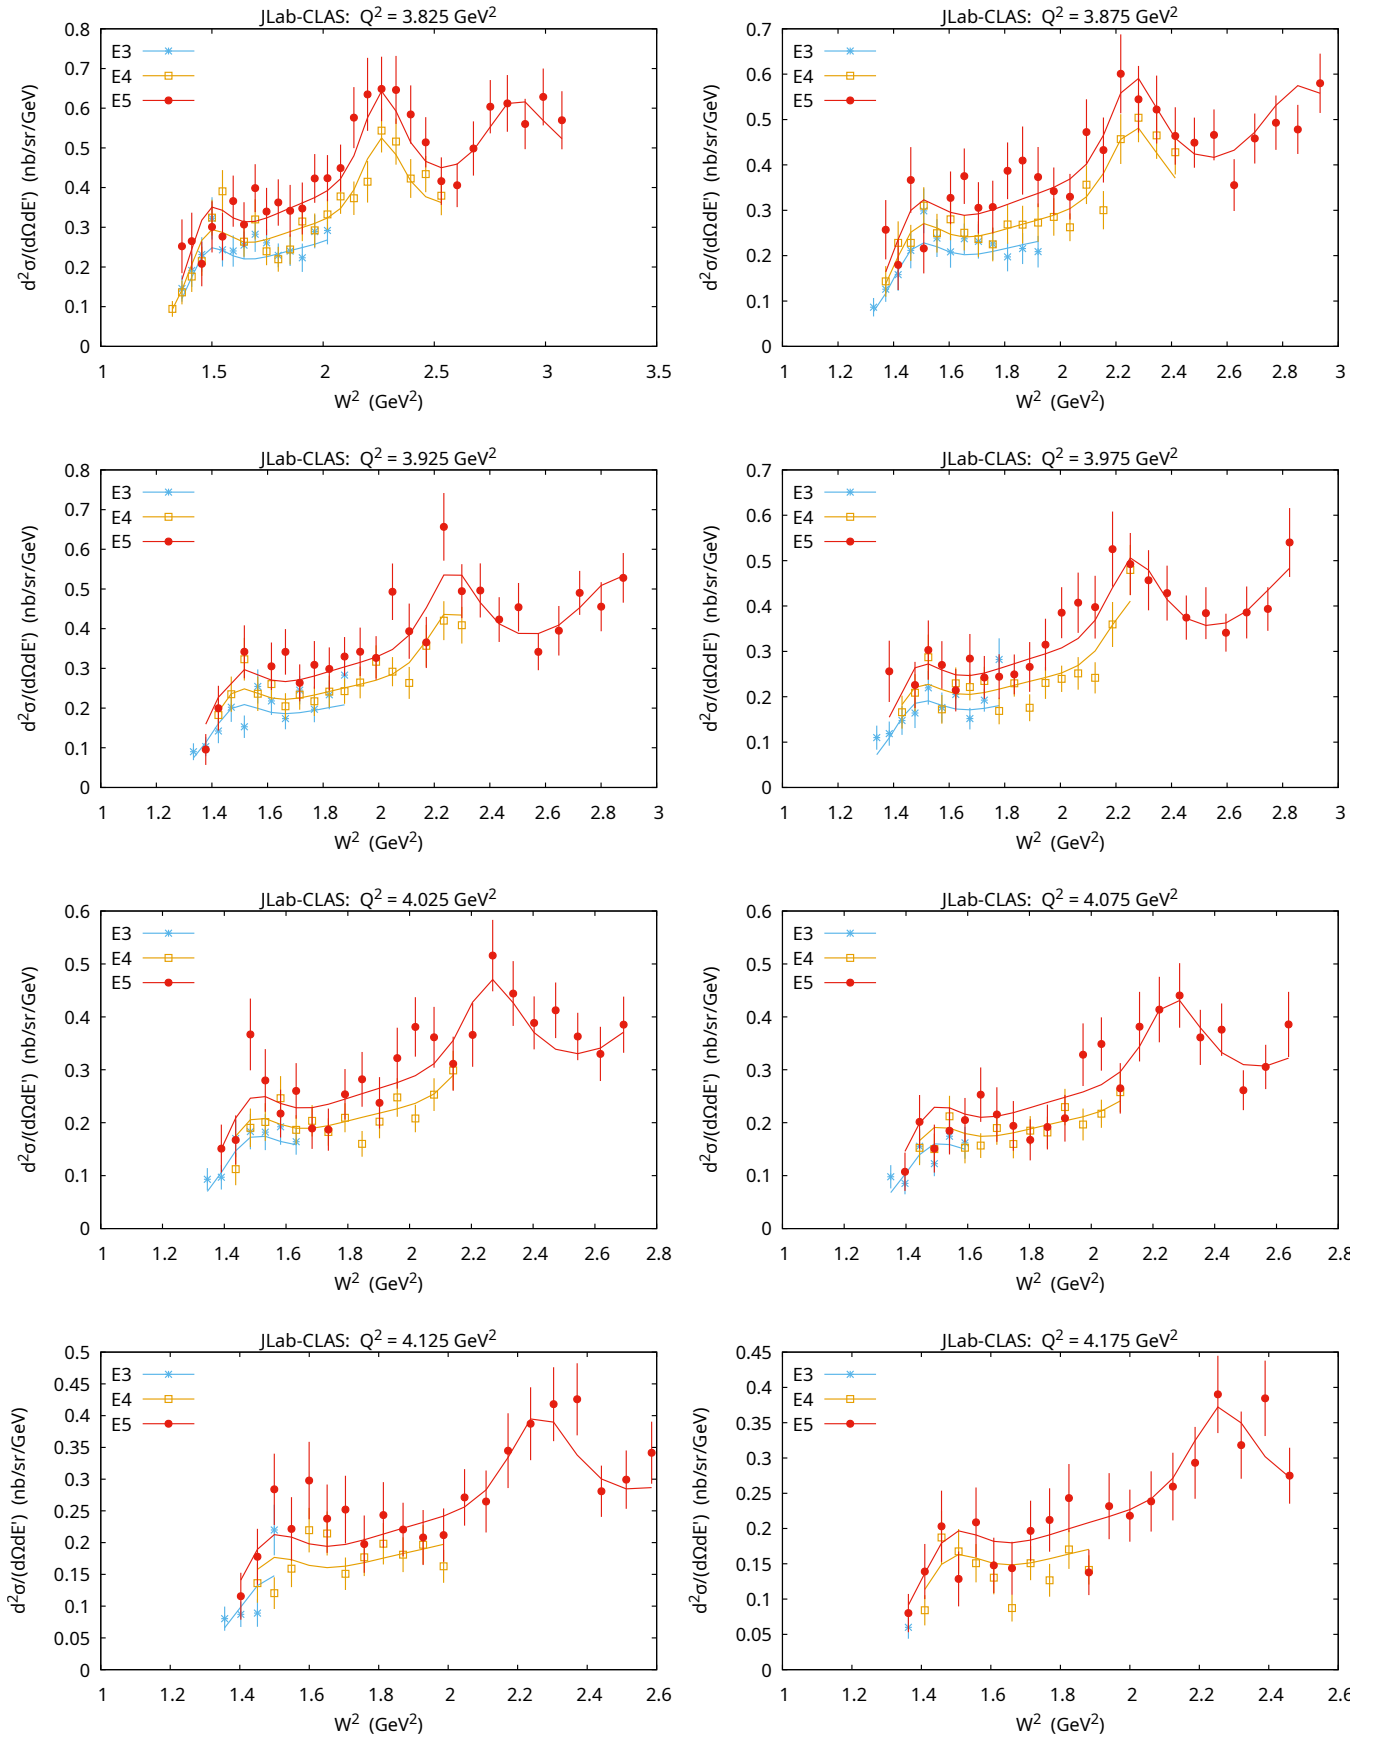 JLab-CLAS: Q² = 3.825 GeV²
E3
E4
E5
d²σ/(dΩdE') (nb/sr/GeV)
0.8
0.7
0.6
0.5
0.4
0.3
0.2
0.1
0
1 1.5 2 2.5 3 3.5
W² (GeV²)
JLab-CLAS: Q² = 3.875 GeV²
E3
E4
E5
d²σ/(dΩdE') (nb/sr/GeV)
0.7
0.6
0.5
0.4
0.3
0.2
0.1
0
1 1.2 1.4 1.6 1.8 2 2.2 2.4 2.6 2.8 3
W² (GeV²)
JLab-CLAS: Q² = 3.925 GeV²
E3
E4
E5
d²σ/(dΩdE') (nb/sr/GeV)
0.8
0.7
0.6
0.5
0.4
0.3
0.2
0.1
0
1 1.2 1.4 1.6 1.8 2 2.2 2.4 2.6 2.8 3
W² (GeV²)
JLab-CLAS: Q² = 3.975 GeV²
E3
E4
E5
d²σ/(dΩdE') (nb/sr/GeV)
0.7
0.6
0.5
0.4
0.3
0.2
0.1
0
1 1.2 1.4 1.6 1.8 2 2.2 2.4 2.6 2.8 3
W² (GeV²)
JLab-CLAS: Q² = 4.025 GeV²
E3
E4
E5
d²σ/(dΩdE') (nb/sr/GeV)
0.6
0.5
0.4
0.3
0.2
0.1
0
1 1.2 1.4 1.6 1.8 2 2.2 2.4 2.6 2.8
W² (GeV²)
JLab-CLAS: Q² = 4.075 GeV²
E3
E4
E5
d²σ/(dΩdE') (nb/sr/GeV)
0.6
0.5
0.4
0.3
0.2
0.1
0
1 1.2 1.4 1.6 1.8 2 2.2 2.4 2.6 2.8
W² (GeV²)
JLab-CLAS: Q² = 4.125 GeV²
E3
E4
E5
d²σ/(dΩdE') (nb/sr/GeV)
0.5
0.45
0.4
0.35
0.3
0.25
0.2
0.15
0.1
0.05
0
1 1.2 1.4 1.6 1.8 2 2.2 2.4 2.6
W² (GeV²)
JLab-CLAS: Q² = 4.175 GeV²
E3
E4
E5
d²σ/(dΩdE') (nb/sr/GeV)
0.45
0.4
0.35
0.3
0.25
0.2
0.15
0.1
0.05
0
1 1.2 1.4 1.6 1.8 2 2.2 2.4 2.6
W² (GeV²)